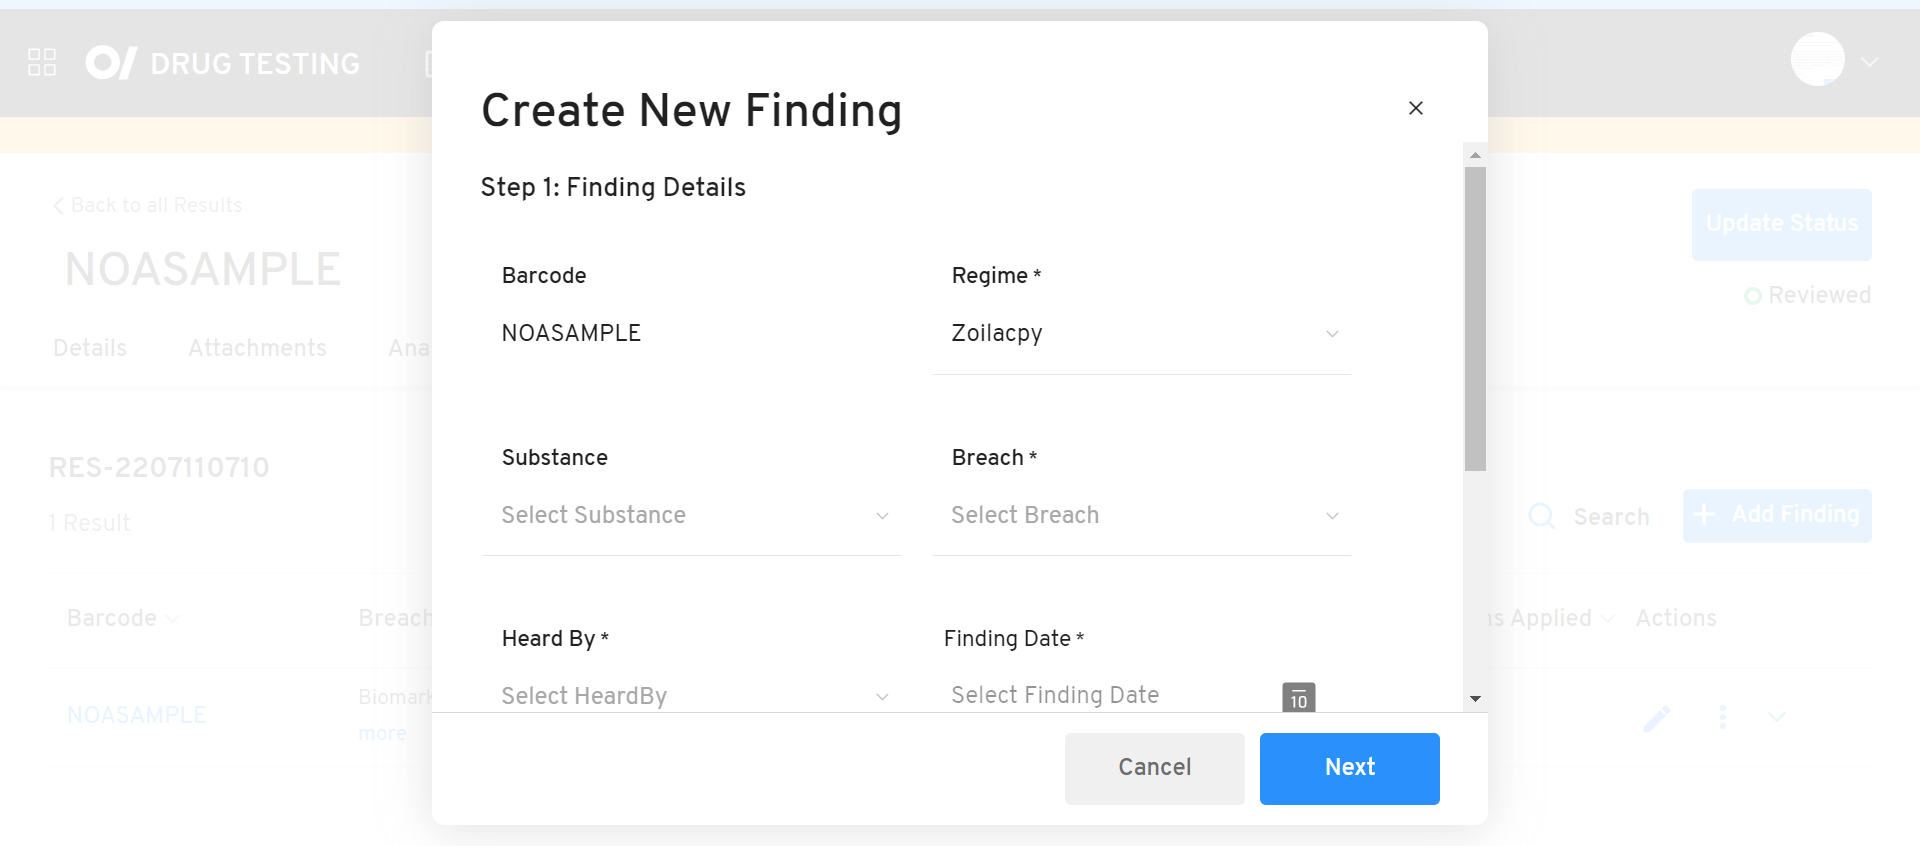 DRUG TESTING
Create New Finding
Step 1: Finding Details
Back to all Results
Update Status
NOASAMPLE
Reviewed
Barcode
Regime *
NOASAMPLE
Zoilacpy
Details
Attachments
Ana
Substance
Breach *
RES-2207110710
Select Substance
Select Breach
1 Result
Search
Add Finding
Barcode
Breach
Heard By *
Finding Date *
s Applied
Actions
Select HeardBy
Select Finding Date
10
NOASAMPLE
Biomark
more
Cancel
Next